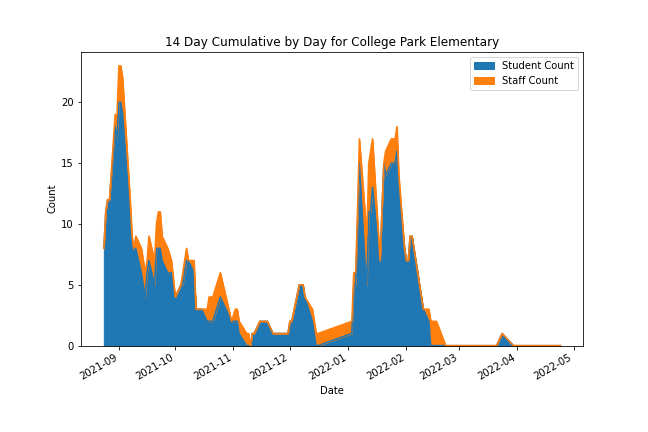 14 Day Cumulative by Day for College Park Elementary
Student Count
Staff Count
Count
20
15
10
5
0
2021-09
2021-10
2021-11
2021-12
2022-01
2022-02
2022-03
2022-04
2022-05
Date